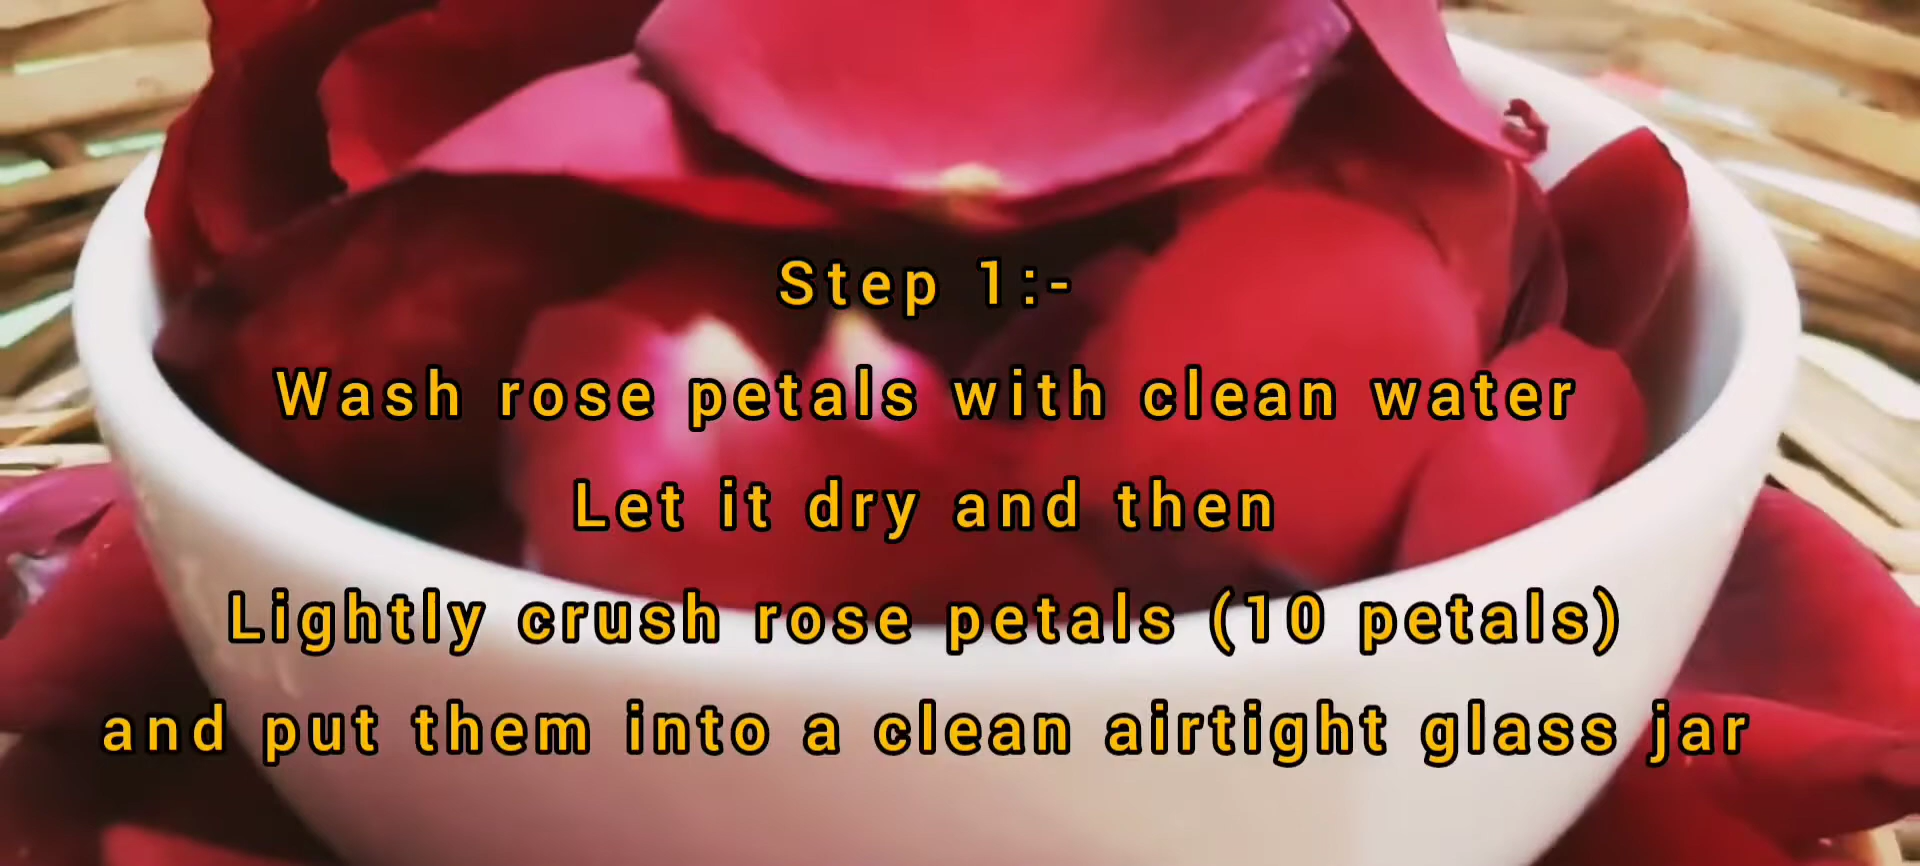 Step 1:-
Wash rose petals with clean water
Let it dry and then
Lightly crush rose petals (10 petals)
and put them into a clean airtight glass jar